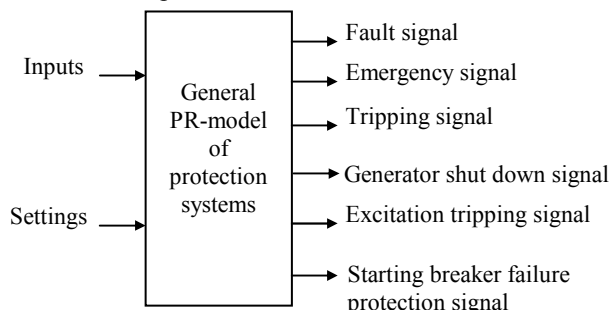 Inputs
Settings
General
PR-model
of
protection
systems
Fault signal
Emergency signal
Tripping signal
Generator shut down signal
Excitation tripping signal
Starting breaker failure
protection signal